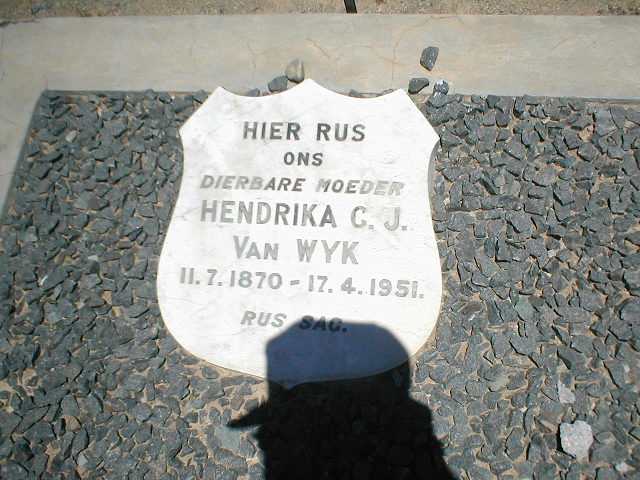 HIER RUS
ONS
DIERBARE MOEDER
HENDRIKA C. J.
VAN WYK
11. 7. 1870 - 17. 4. 1951.
RUS SAG.